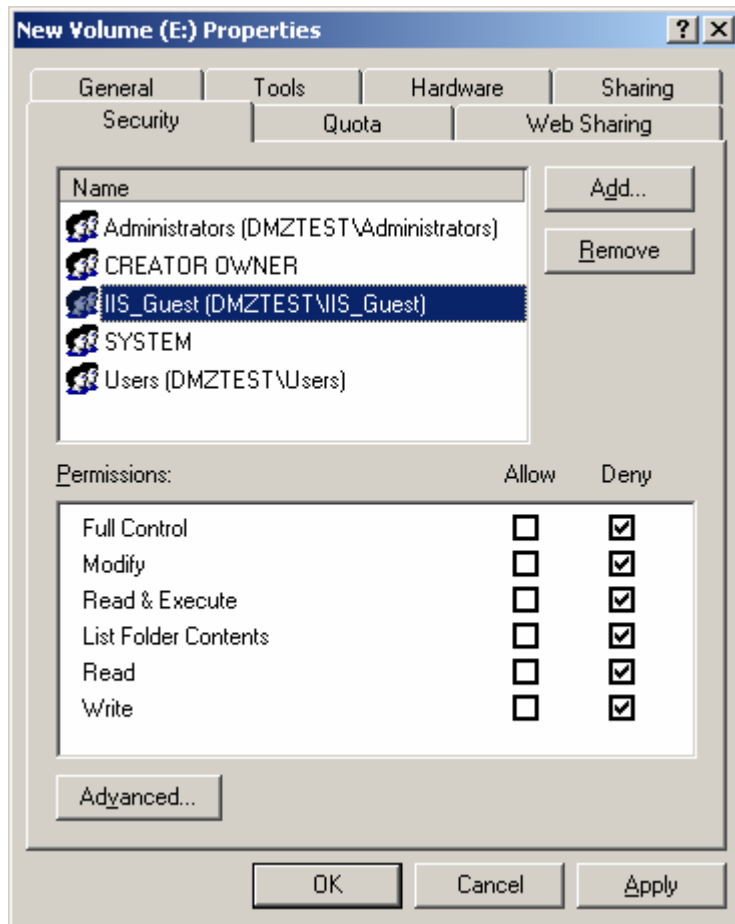 New Volume (E:) Properties
General Tools Hardware Sharing
Security Quota Web Sharing
Name
Add...
Administrators (DMZTEST\Administrators)
Remove
CREATOR OWNER
IIS_Guest (DMZTEST\IIS_Guest)
SYSTEM
Users (DMZTEST\Users)
Permissions: Allow Deny
Full Control
Modify
Read & Execute
List Folder Contents
Read
Write
Advanced...
OK Cancel Apply